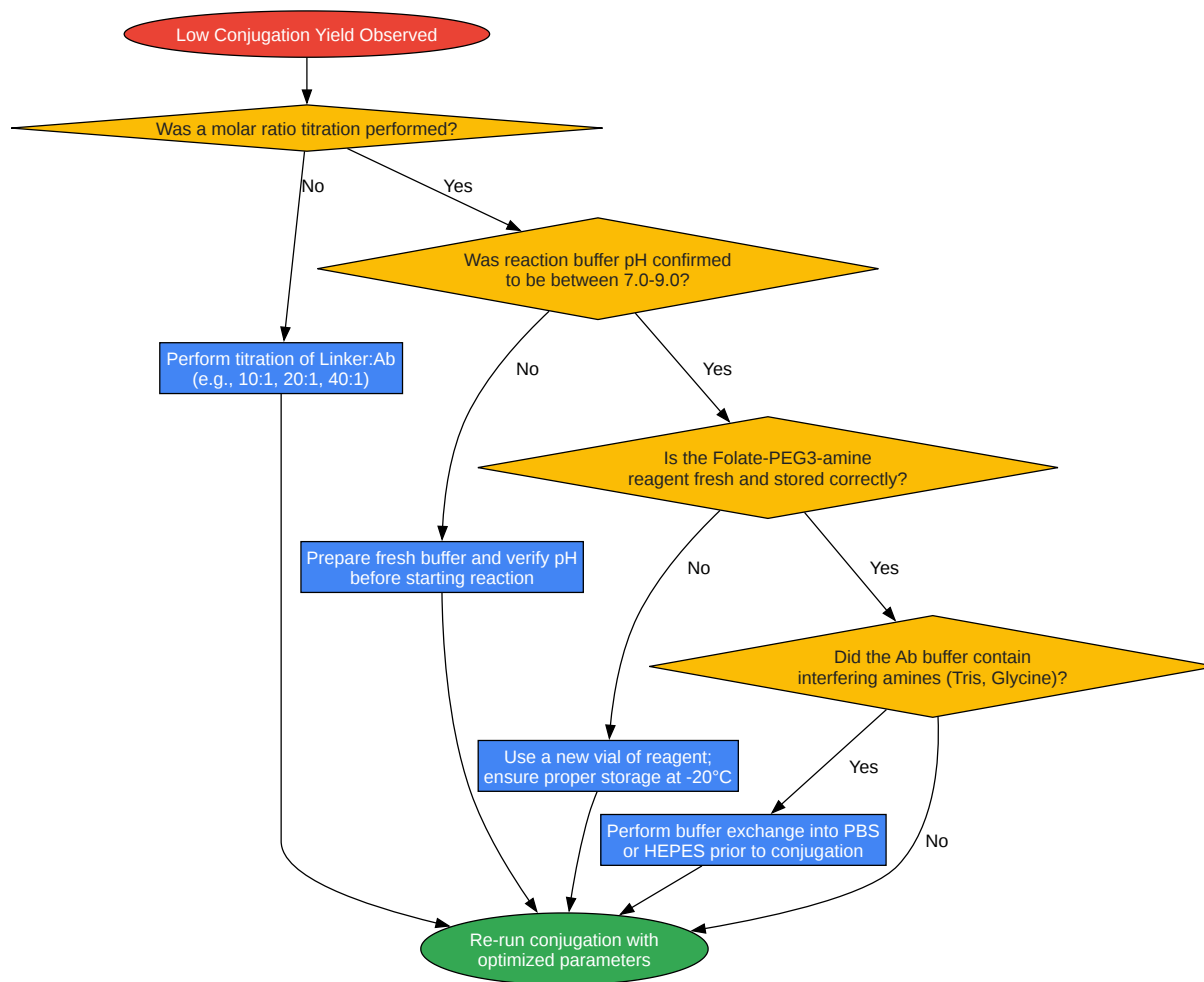 Low Conjugation Yield Observed
Was a molar ratio titration performed?
No
Yes
Was reaction buffer pH confirmed
to be between 7.0-9.0?
Perform titration of Linker:Ab
(e.g., 10:1, 20:1, 40:1)
No
Yes
Is the Folate-PEG3-amine
reagent fresh and stored correctly?
Prepare fresh buffer and verify pH
before starting reaction
No
Yes
Did the Ab buffer contain
interfering amines (Tris, Glycine)?
Use a new vial of reagent;
ensure proper storage at -20°C
Yes
No
Perform buffer exchange into PBS
or HEPES prior to conjugation
Re-run conjugation with
optimized parameters